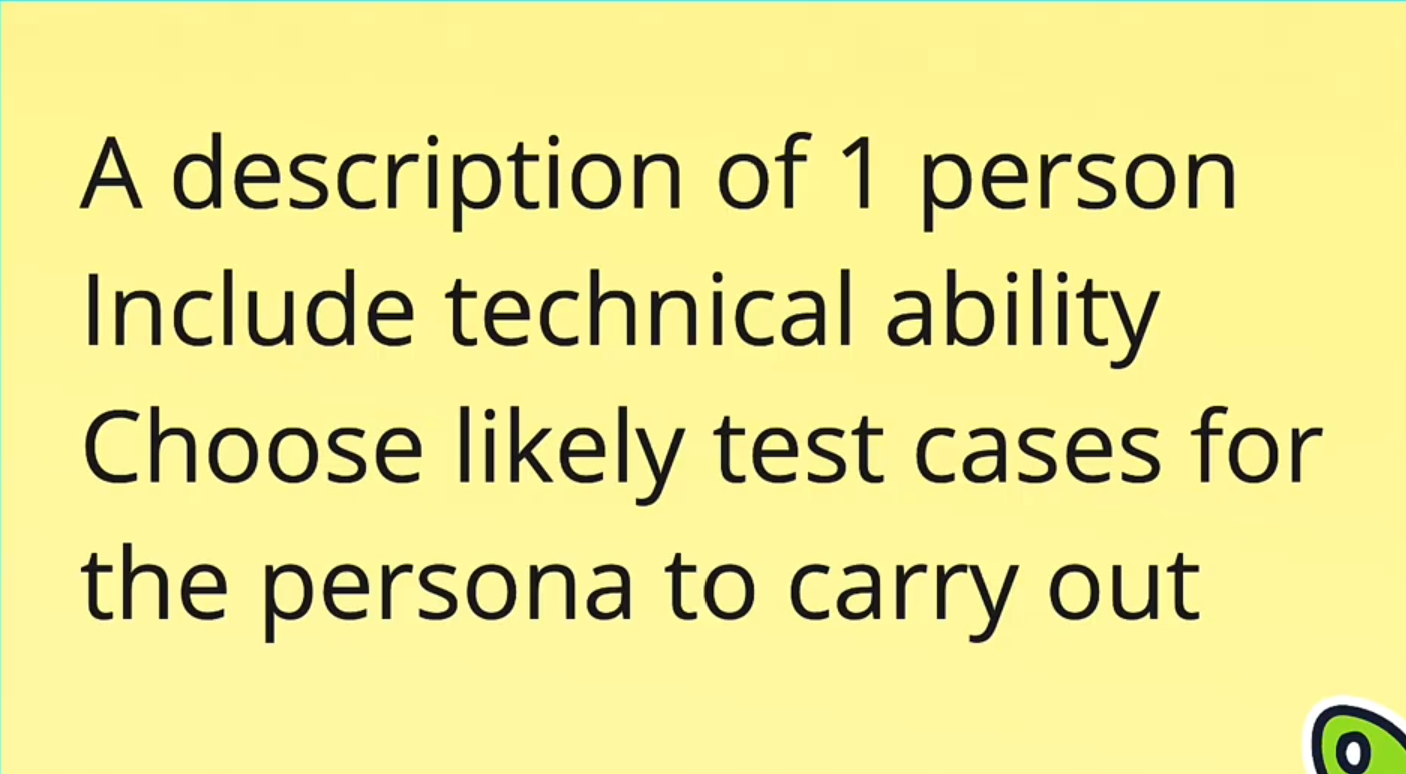 A description of 1 person
Include technical ability
Choose likely test cases for
the persona to carry out